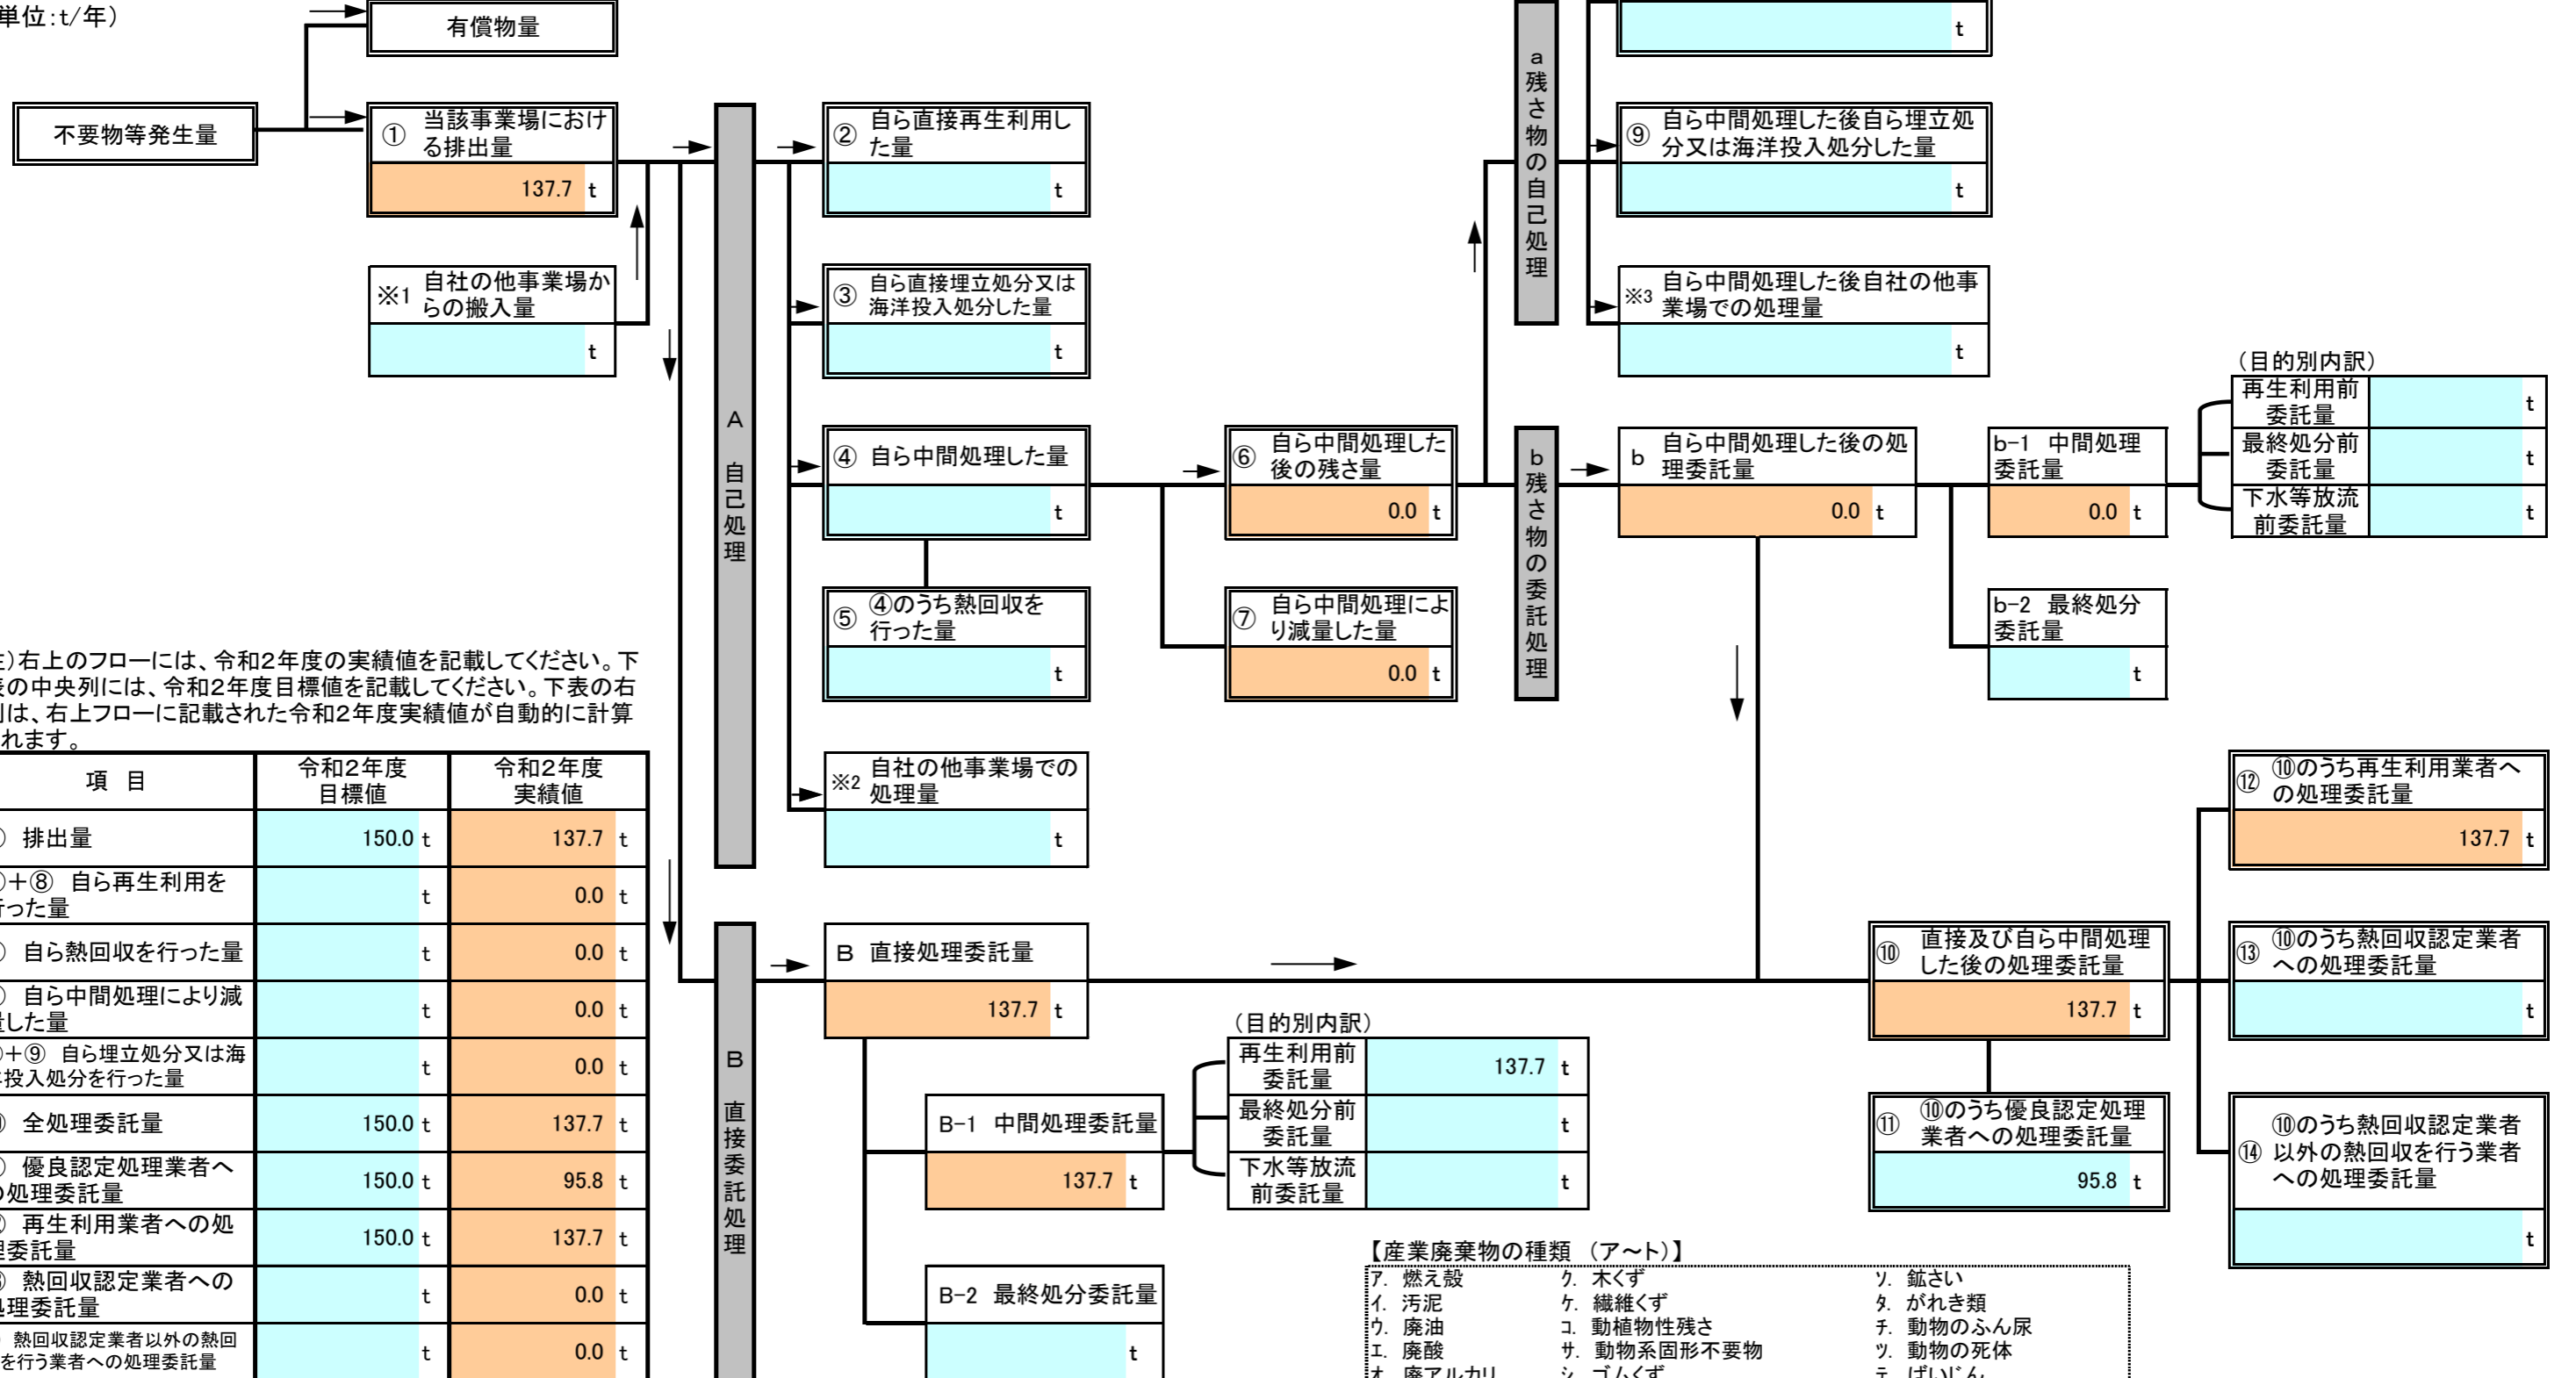 単位:t/年)
有償物量
不要物等発生量
① 当該事業場におけ
る排出量
137.7 t
※1 自社の他事業場か
らの搬入量
t
A 自己処理
② 自ら直接再生利用し
た量
t
③ 自ら直接埋立処分又は
海洋投入処分した量
t
④ 自ら中間処理した量
t
⑤ ④のうち熱回収を
行った量
t
※2 自社の他事業場での
処理量
t
⑥ 自ら中間処理した
後の残さ量
0.0 t
⑦ 自ら中間処理によ
り減量した量
0.0 t
a 残さ物の自己処理
t
⑨ 自ら中間処理した後自ら埋立処
分又は海洋投入処分した量
t
※3 自ら中間処理した後自社の他事
業場での処理量
t
b 残さ物の委託処理
b 自ら中間処理した後の処
理委託量
0.0 t
b-1 中間処理
委託量
0.0 t
(目的別内訳)
再生利用前
委託量
t
最終処分前
委託量
t
下水等放流
前委託量
t
b-2 最終処分
委託量
t
)右上のフローには、令和2年度の実績値を記載してください。下
の中央列には、令和2年度目標値を記載してください。下表の右
は、右上フローに記載された令和2年度実績値が自動的に計算
れます。
項 目
令和2年度
目標値
令和2年度
実績値
排出量
150.0 t
137.7 t
+⑧ 自ら再生利用を
った量
t
0.0 t
自ら熱回収を行った量
t
0.0 t
自ら中間処理により減
した量
t
0.0 t
+⑨ 自ら埋立処分又は海
投入処分を行った量
t
0.0 t
全処理委託量
150.0 t
137.7 t
優良認定処理業者へ
処理委託量
150.0 t
95.8 t
再生利用業者への処
委託量
150.0 t
137.7 t
熱回収認定業者への
理委託量
t
0.0 t
熱回収認定業者以外の熱回
を行う業者への処理委託量
t
0.0 t
B 直接委託処理
B 直接処理委託量
137.7 t
B-1 中間処理委託量
137.7 t
(目的別内訳)
再生利用前
委託量
137.7 t
最終処分前
委託量
t
下水等放流
前委託量
t
B-2 最終処分委託量
t
⑩ 直接及び自ら中間処理
した後の処理委託量
137.7 t
⑪ ⑩のうち優良認定処理
業者への処理委託量
95.8 t
⑫ ⑩のうち再生利用業者へ
の処理委託量
137.7 t
⑬ ⑩のうち熱回収認定業者
への処理委託量
t
⑭ ⑩のうち熱回収認定業者
以外の熱回収を行う業者
への処理委託量
t
【産業廃棄物の種類 (ア~ト)】
ア. 燃え殻 ク. 木くず ソ. 鉱さい
イ. 汚泥 ケ. 繊維くず タ. がれき類
ウ. 廃油 コ. 動植物性残さ チ. 動物のふん尿
エ. 廃酸 サ. 動物系固形不要物 ツ. 動物の死体
オ. 廃アルカリ シ. ゴムくず テ. ばいじん